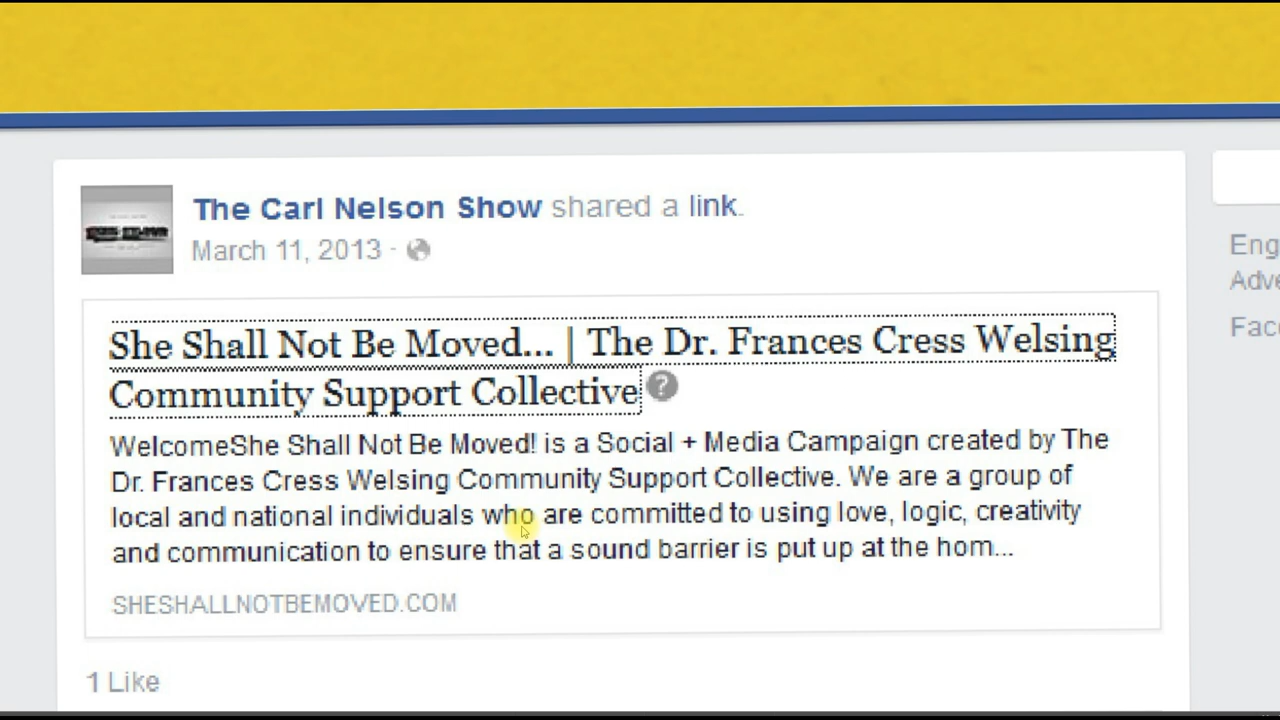 The Carl Nelson Show shared a link.
March 11, 2013 ·
She Shall Not Be Moved... | The Dr. Frances Cress Welsing
Community Support Collective ?
WelcomeShe Shall Not Be Moved! is a Social + Media Campaign created by The
Dr. Frances Cress Welsing Community Support Collective. We are a group of
local and national individuals who are committed to using love, logic, creativity
and communication to ensure that a sound barrier is put up at the hom...
SHESHALLNOTBEMOVED.COM
1 Like
Eng
Adve
Face